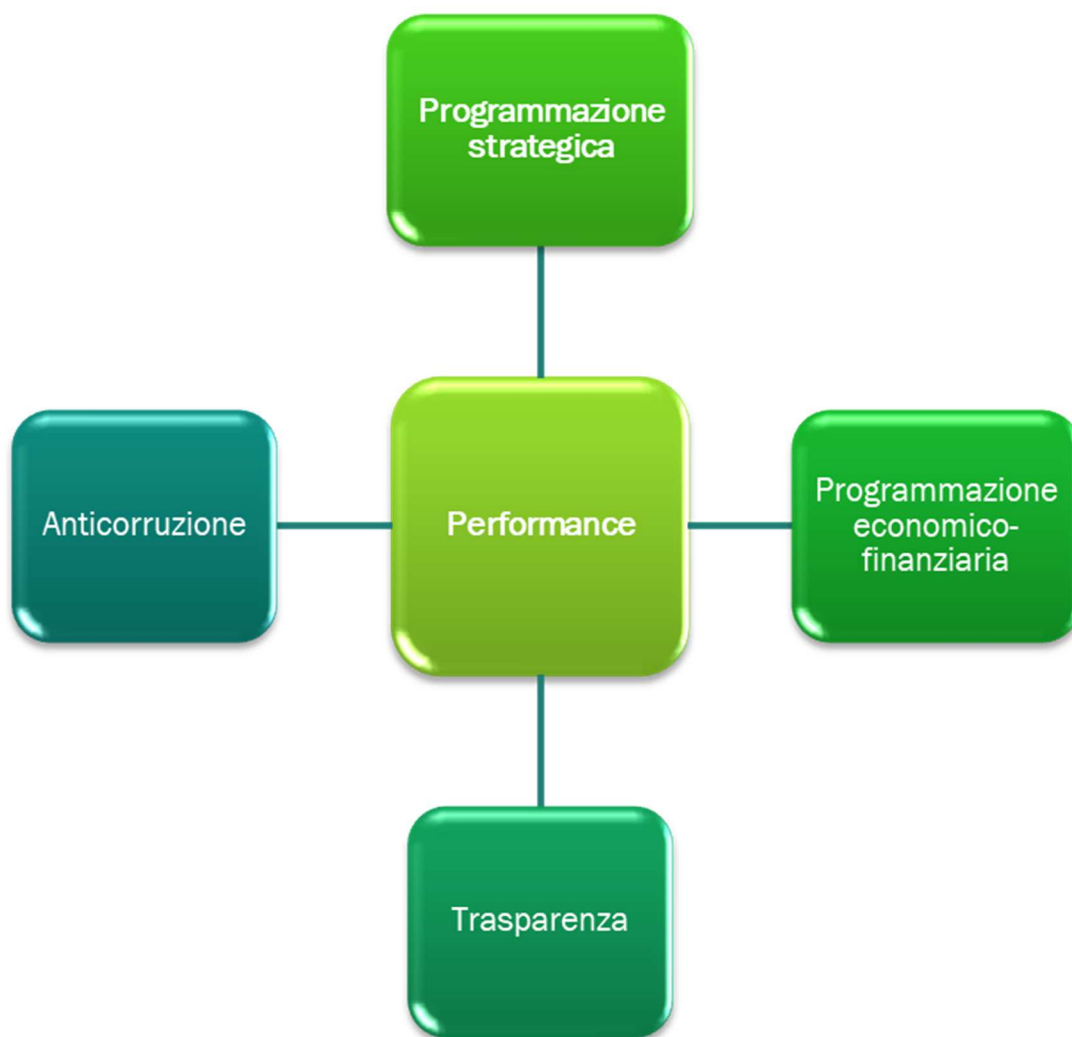 Programmazione
strategica
Anticorruzione
Performance
Programmazione
economico-
finanziaria
Trasparenza